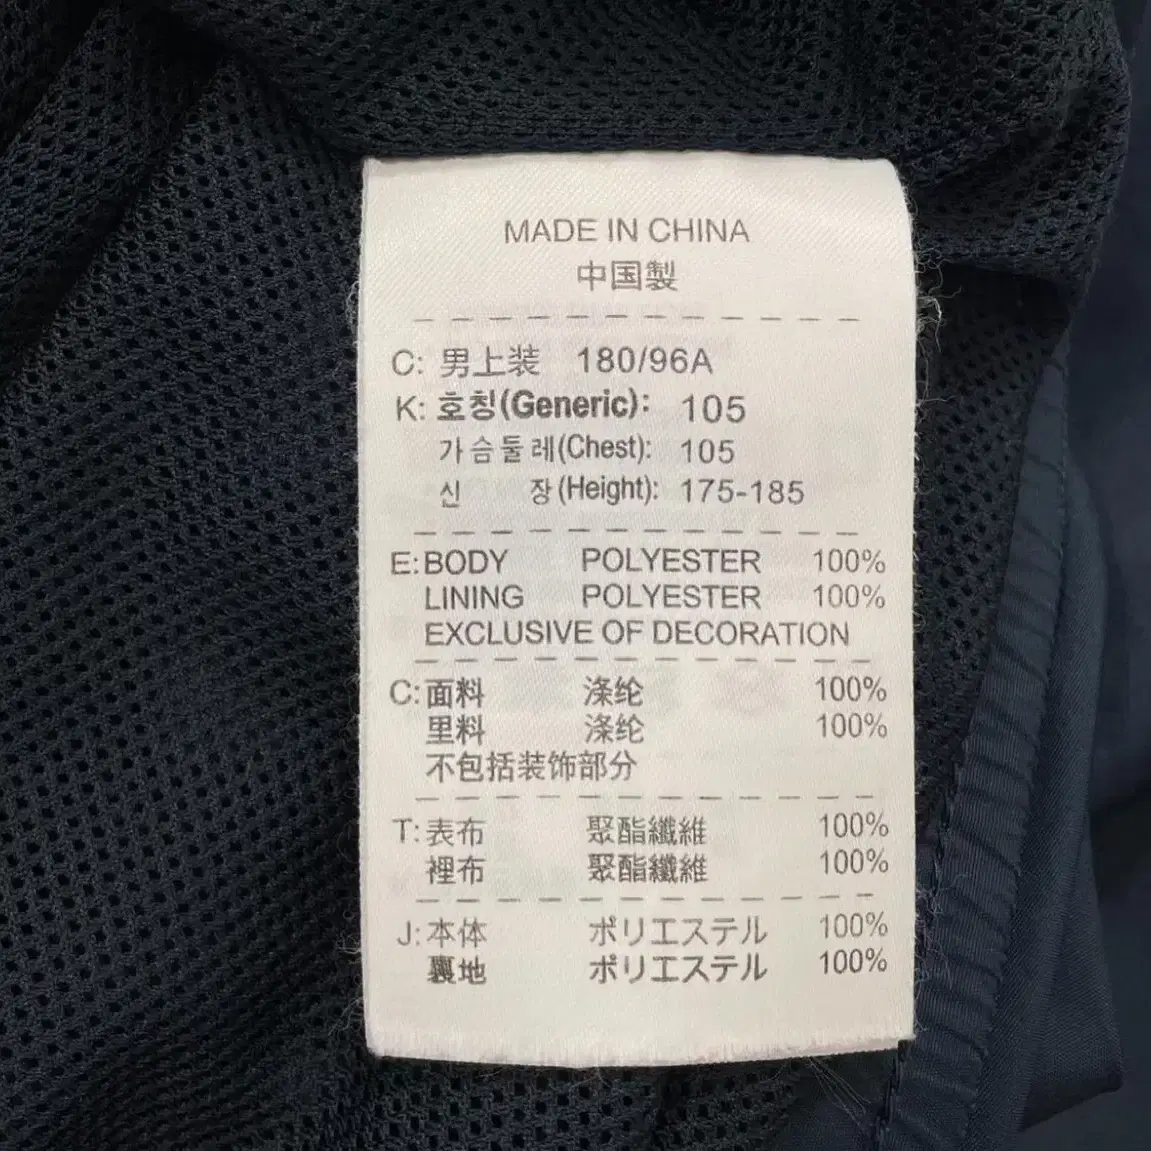 MADE IN CHINA
中国製
C: 男上装 180/96A
K: 호칭(Generic): 105
가슴둘레(Chest): 105
신 장(Height): 175-185
E: BODY POLYESTER 100%
LINING POLYESTER 100%
EXCLUSIVE OF DECORATION
C: 面料 涤纶 100%
里料 涤纶 100%
不包括装饰部分
T: 表布 聚酯纖維 100%
裡布 聚酯纖維 100%
J: 本体 ポリエステル 100%
裏地 ポリエステル 100%